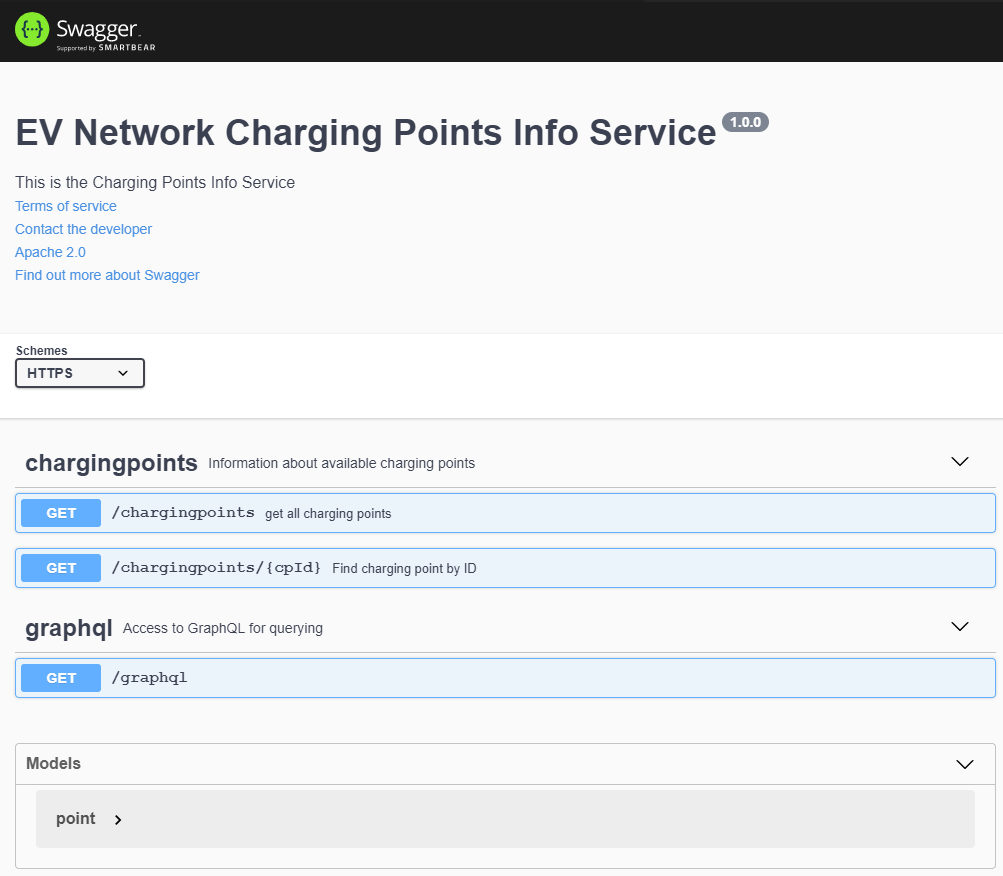 {···} Swagger.
Supported by SMARTBEAR
EV Network Charging Points Info Service 1.0.0
This is the Charging Points Info Service
Terms of service
Contact the developer
Apache 2.0
Find out more about Swagger
Schemes
HTTPS
chargingpoints Information about available charging points
GET /chargingpoints get all charging points
GET /chargingpoints/{cpId} Find charging point by ID
graphql Access to GraphQL for querying
GET /graphql
Models
point